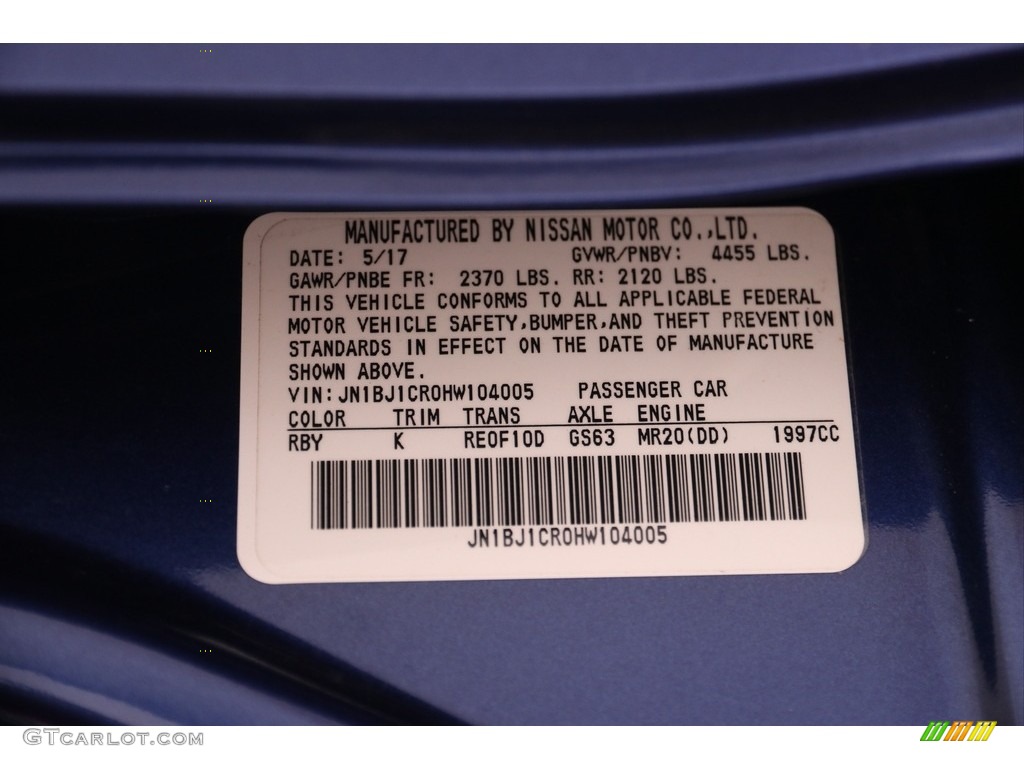 MANUFACTURED BY NISSAN MOTOR CO.,LTD.
DATE: 5/17 GVWR/PNBV: 4455 LBS.
GAWR/PNBE FR: 2370 LBS. RR: 2120 LBS.
THIS VEHICLE CONFORMS TO ALL APPLICABLE FEDERAL
MOTOR VEHICLE SAFETY,BUMPER,AND THEFT PREVENTION
STANDARDS IN EFFECT ON THE DATE OF MANUFACTURE
SHOWN ABOVE.
VIN:JN1BJ1CR0HW104005 PASSENGER CAR
COLOR TRIM TRANS AXLE ENGINE
RBY K RE0F10D GS63 MR20(DD) 1997CC
JN1BJ1CR0HW104005
GTCARLOT.COM